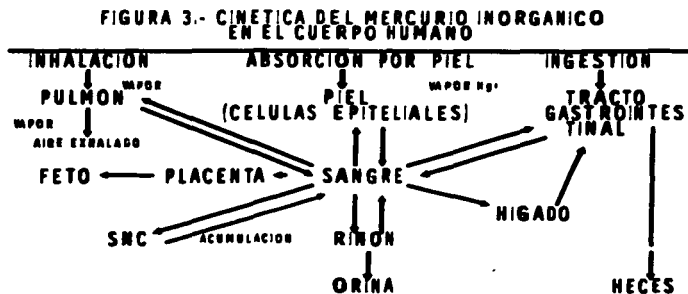 FIGURA 3.- CINETICA DEL MERCURIO INORGANICO
EN EL CUERPO HUMANO
INHALACION ABSORCION POR PIEL INGESTION
VAPOR VAPOR Hg°
PULMON PIEL TRACTO
(CELULAS EPITELIALES) GASTROINTES
VAPOR TINAL
AIRE EXHALADO
FETO PLACENTA SANGRE
HIGADO
SNC ACUMULACION RIÑON
ORINA HECES